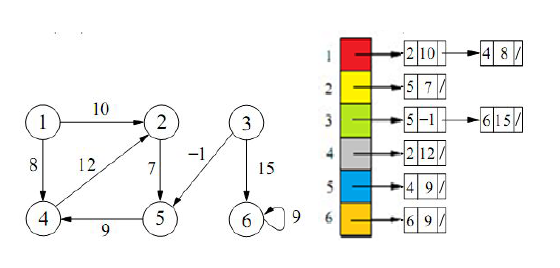 10
1 2 3
8 12 7 −1 15
4 5 6 9
9
1 2 10 4 8 /
2 5 7 /
3 5 −1 6 15 /
4 2 12 /
5 4 9 /
6 6 9 /